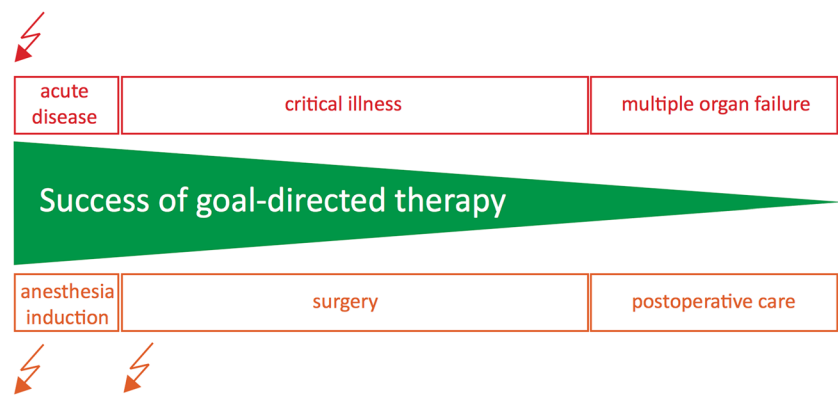 acute
disease
critical illness
multiple organ failure
Success of goal-directed therapy
anesthesia
induction
surgery
postoperative care